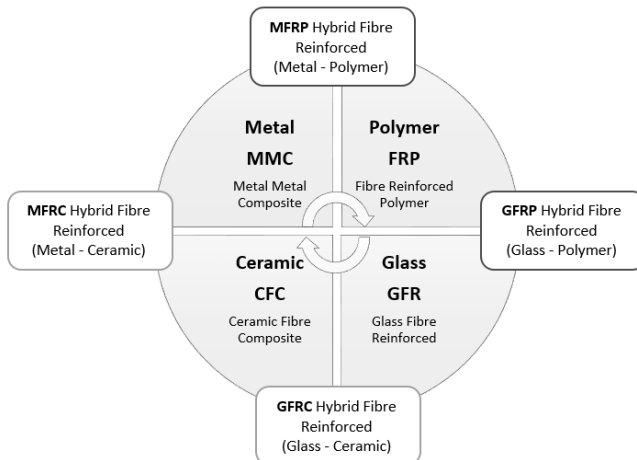 MFRP Hybrid Fibre
Reinforced
(Metal - Polymer)
Metal
MMC
Metal Metal
Composite
Polymer
FRP
Fibre Reinforced
Polymer
MFRC Hybrid Fibre
Reinforced
(Metal - Ceramic)
GFRP Hybrid Fibre
Reinforced
(Glass - Polymer)
Ceramic
CFC
Ceramic Fibre
Composite
Glass
GFR
Glass Fibre
Reinforced
GFRC Hybrid Fibre
Reinforced
(Glass - Ceramic)